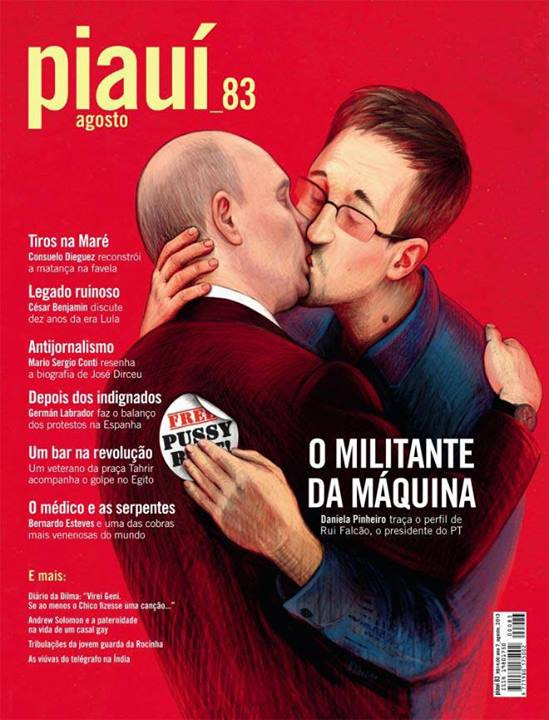 piauí_83
agosto
Tiros na Maré
Consuelo Dieguez reconstrói
a matança na favela
Legado ruinoso
César Benjamin discute
dez anos da era Lula
Antijornalismo
Mario Sergio Conti resenha
a biografia de José Dirceu
Depois dos indignados
Germán Labrador faz o balanço
dos protestos na Espanha
Um bar na revolução
Um veterano da praça Tahrir
acompanha o golpe no Egito
O médico e as serpentes
Bernardo Esteves e uma das cobras
mais venenosas do mundo
E mais:
Diário da Dilma: “Virei Geni.
Se ao menos o Chico fizesse uma canção...”
Andrew Solomon e a paternidade
na vida de um casal gay
Tribulações da jovem guarda da Rocinha
As viúvas do telégrafo na Índia
FREE
PUSSY
O MILITANTE
DA MÁQUINA
Daniela Pinheiro traça o perfil de
Rui Falcão, o presidente do PT
00083